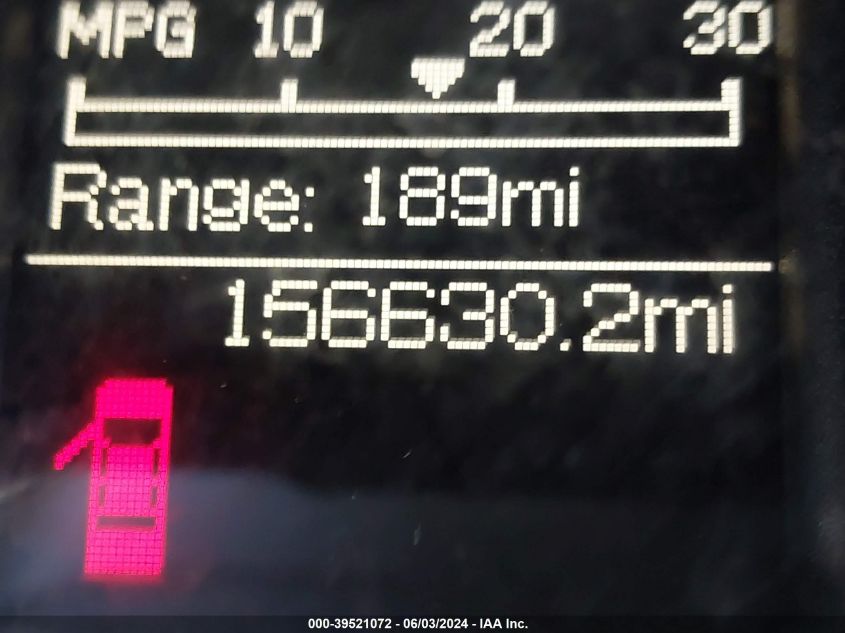 MPG 10 20 30
Range: 189mi
156630.2mi
000-39521072 - 06/03/2024 - IAA Inc.